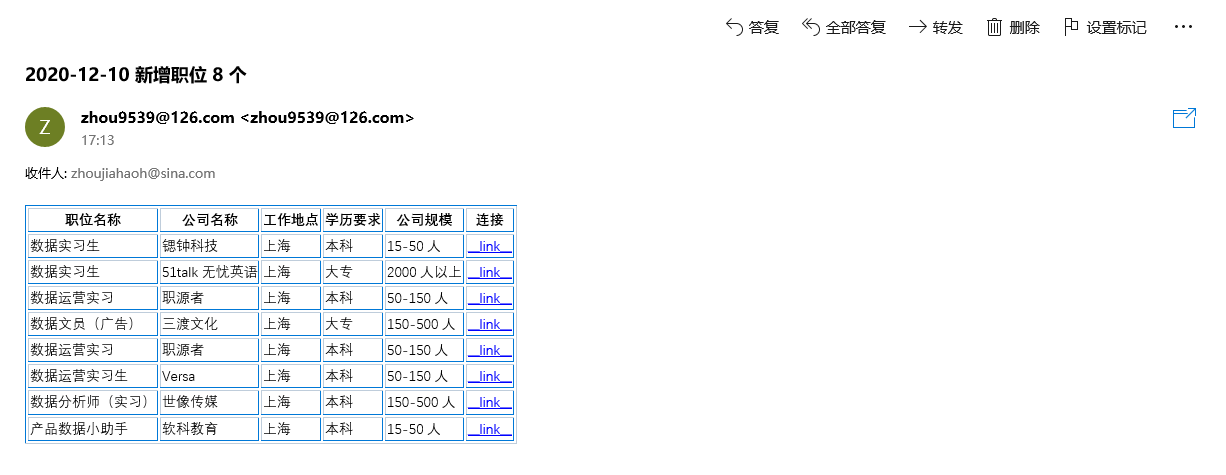 答复 全部答复 转发 删除 设置标记 ···
2020-12-10 新增职位 8 个
Z
zhou9539@126.com <zhou9539@126.com>
17:13
收件人: zhoujiahaoh@sina.com
职位名称 公司名称 工作地点 学历要求 公司规模 连接
数据实习生 锶钟科技 上海 本科 15-50 人 __link__
数据实习生 51talk 无忧英语 上海 大专 2000 人以上 __link__
数据运营实习 职源者 上海 本科 50-150 人 __link__
数据文员（广告） 三渡文化 上海 大专 150-500 人 __link__
数据运营实习 职源者 上海 本科 50-150 人 __link__
数据运营实习生 Versa 上海 本科 50-150 人 __link__
数据分析师（实习） 世像传媒 上海 本科 150-500 人 __link__
产品数据小助手 软科教育 上海 本科 15-50 人 __link__